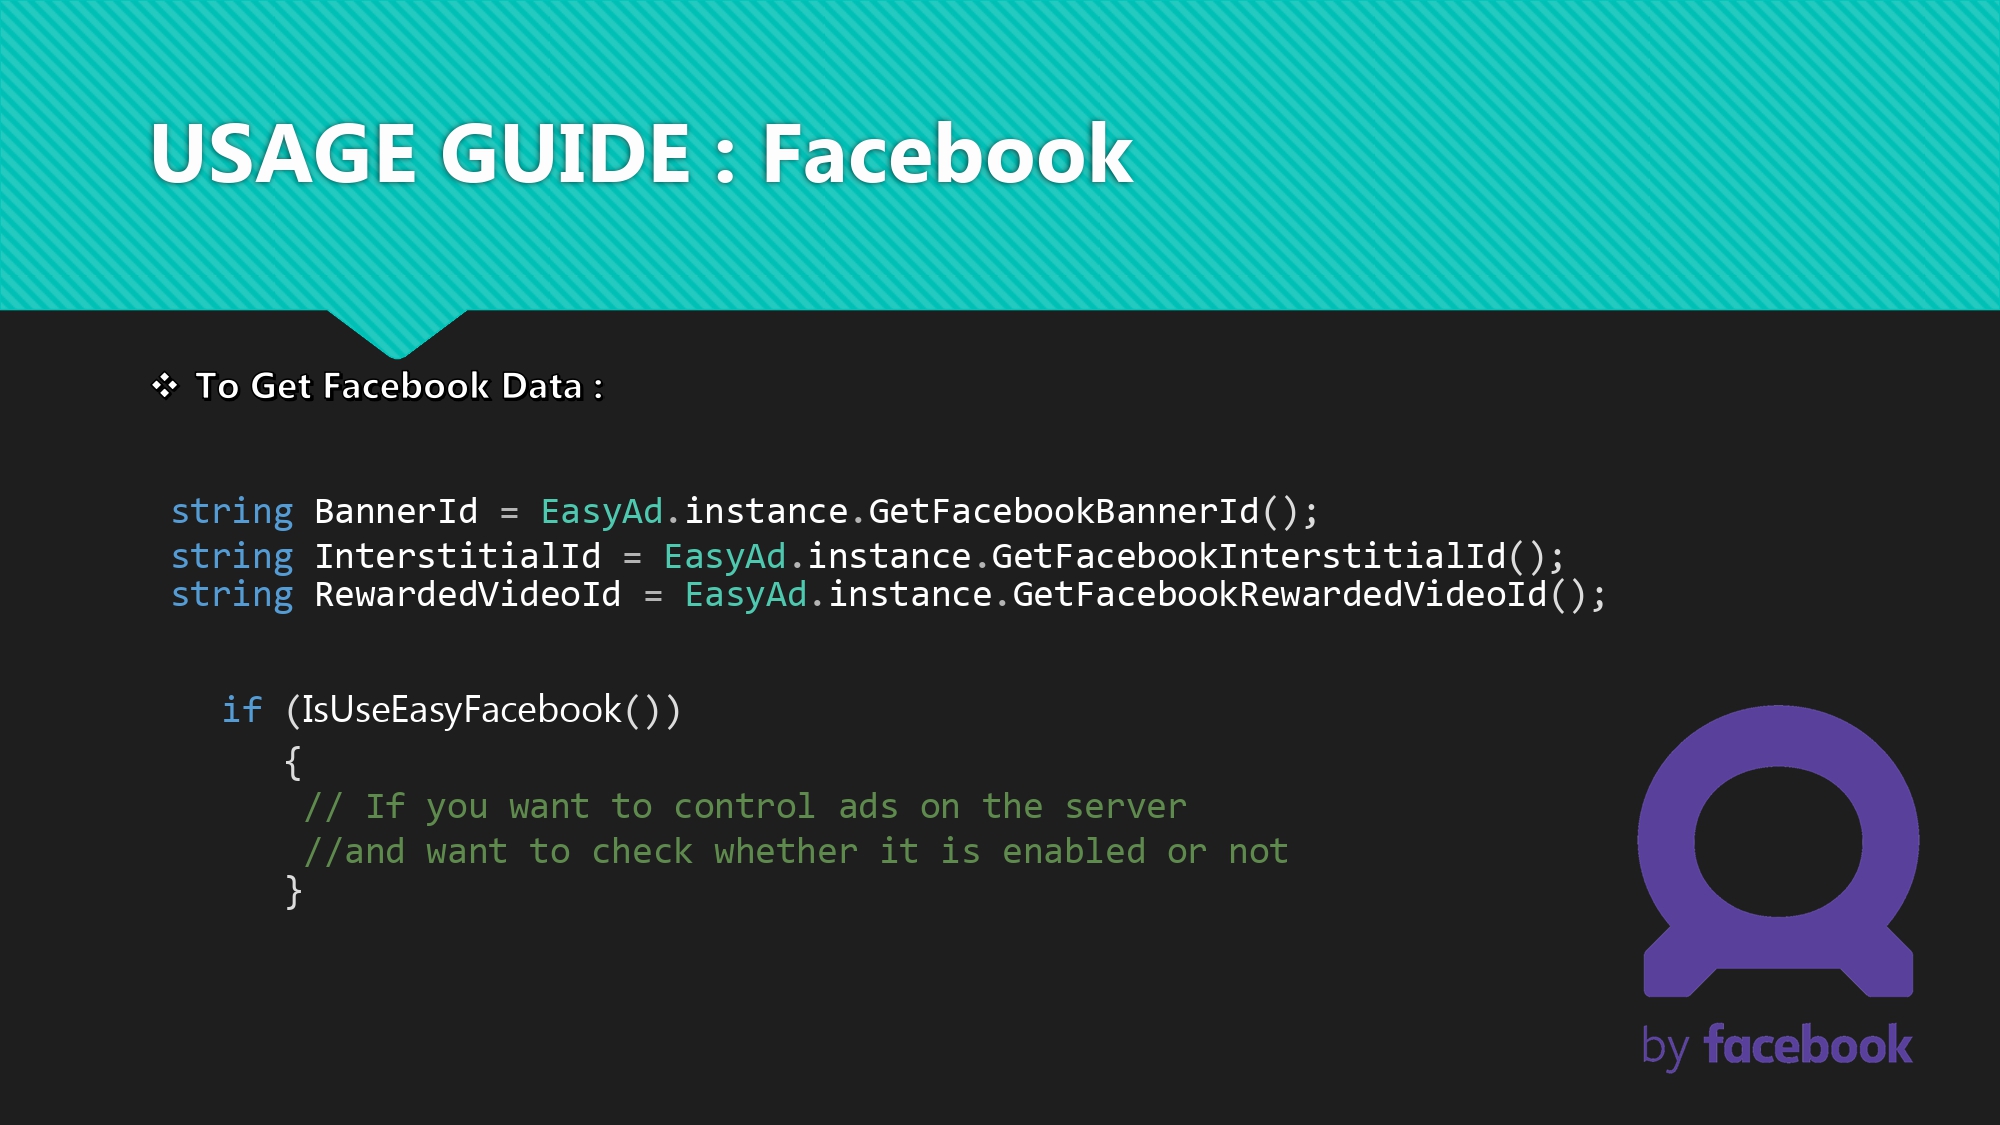 USAGE GUIDE : Facebook
❖ To Get Facebook Data :
string BannerId = EasyAd.instance.GetFacebookBannerId();
string InterstitialId = EasyAd.instance.GetFacebookInterstitialId();
string RewardedVideoId = EasyAd.instance.GetFacebookRewardedVideoId();
if (IsUseEasyFacebook())
{
// If you want to control ads on the server
//and want to check whether it is enabled or not
}
by facebook